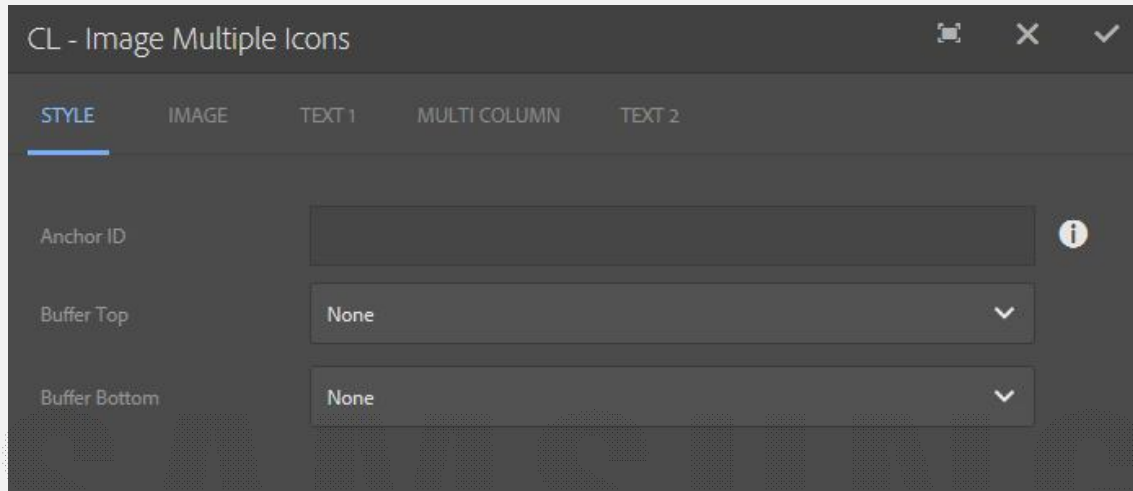 CL - Image Multiple Icons
STYLE IMAGE TEXT 1 MULTI COLUMN TEXT 2
Anchor ID
Buffer Top None
Buffer Bottom None
SAMSUNG